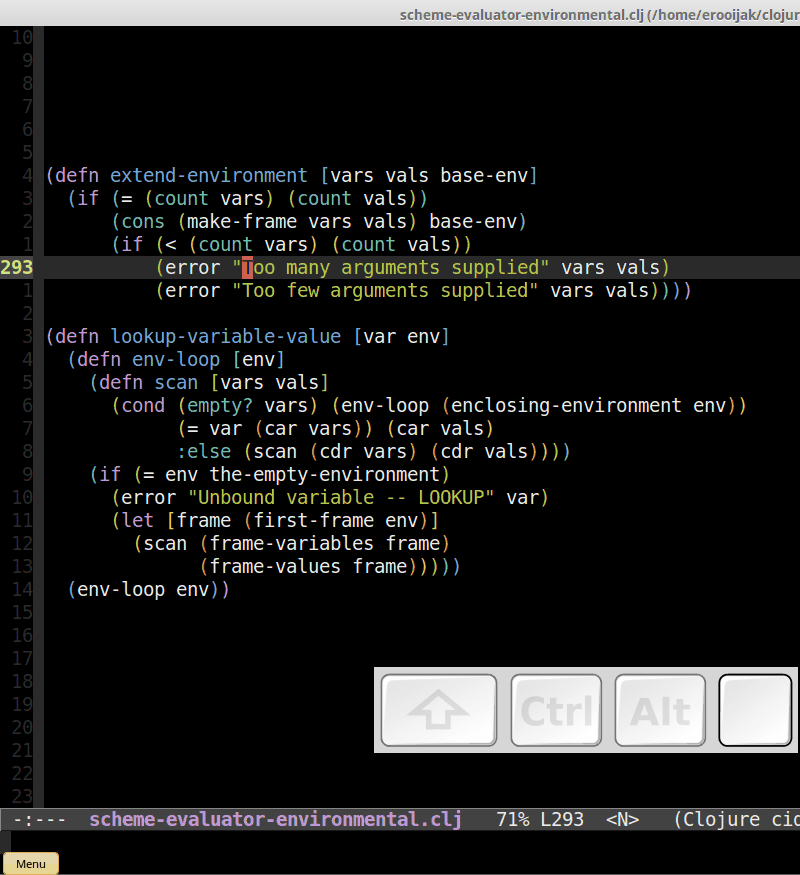 scheme-evaluator-environmental.clj (/home/erooijak/clojur
10
9
8
7
6
5
4 (defn extend-environment [vars vals base-env]
3 (if (= (count vars) (count vals))
2 (cons (make-frame vars vals) base-env)
1 (if (< (count vars) (count vals))
293 (error "Too many arguments supplied" vars vals)
1 (error "Too few arguments supplied" vars vals))))
2
3 (defn lookup-variable-value [var env]
4 (defn env-loop [env]
5 (defn scan [vars vals]
6 (cond (empty? vars) (env-loop (enclosing-environment env))
7 (= var (car vars)) (car vals)
8 :else (scan (cdr vars) (cdr vals))))
9 (if (= env the-empty-environment)
10 (error "Unbound variable -- LOOKUP" var)
11 (let [frame (first-frame env)]
12 (scan (frame-variables frame)
13 (frame-values frame)))))
14 (env-loop env))
15
16
17
18
19
20
21
22
23
Ctrl Alt
-:--- scheme-evaluator-environmental.clj 71% L293 <N> (Clojure cid
Menu